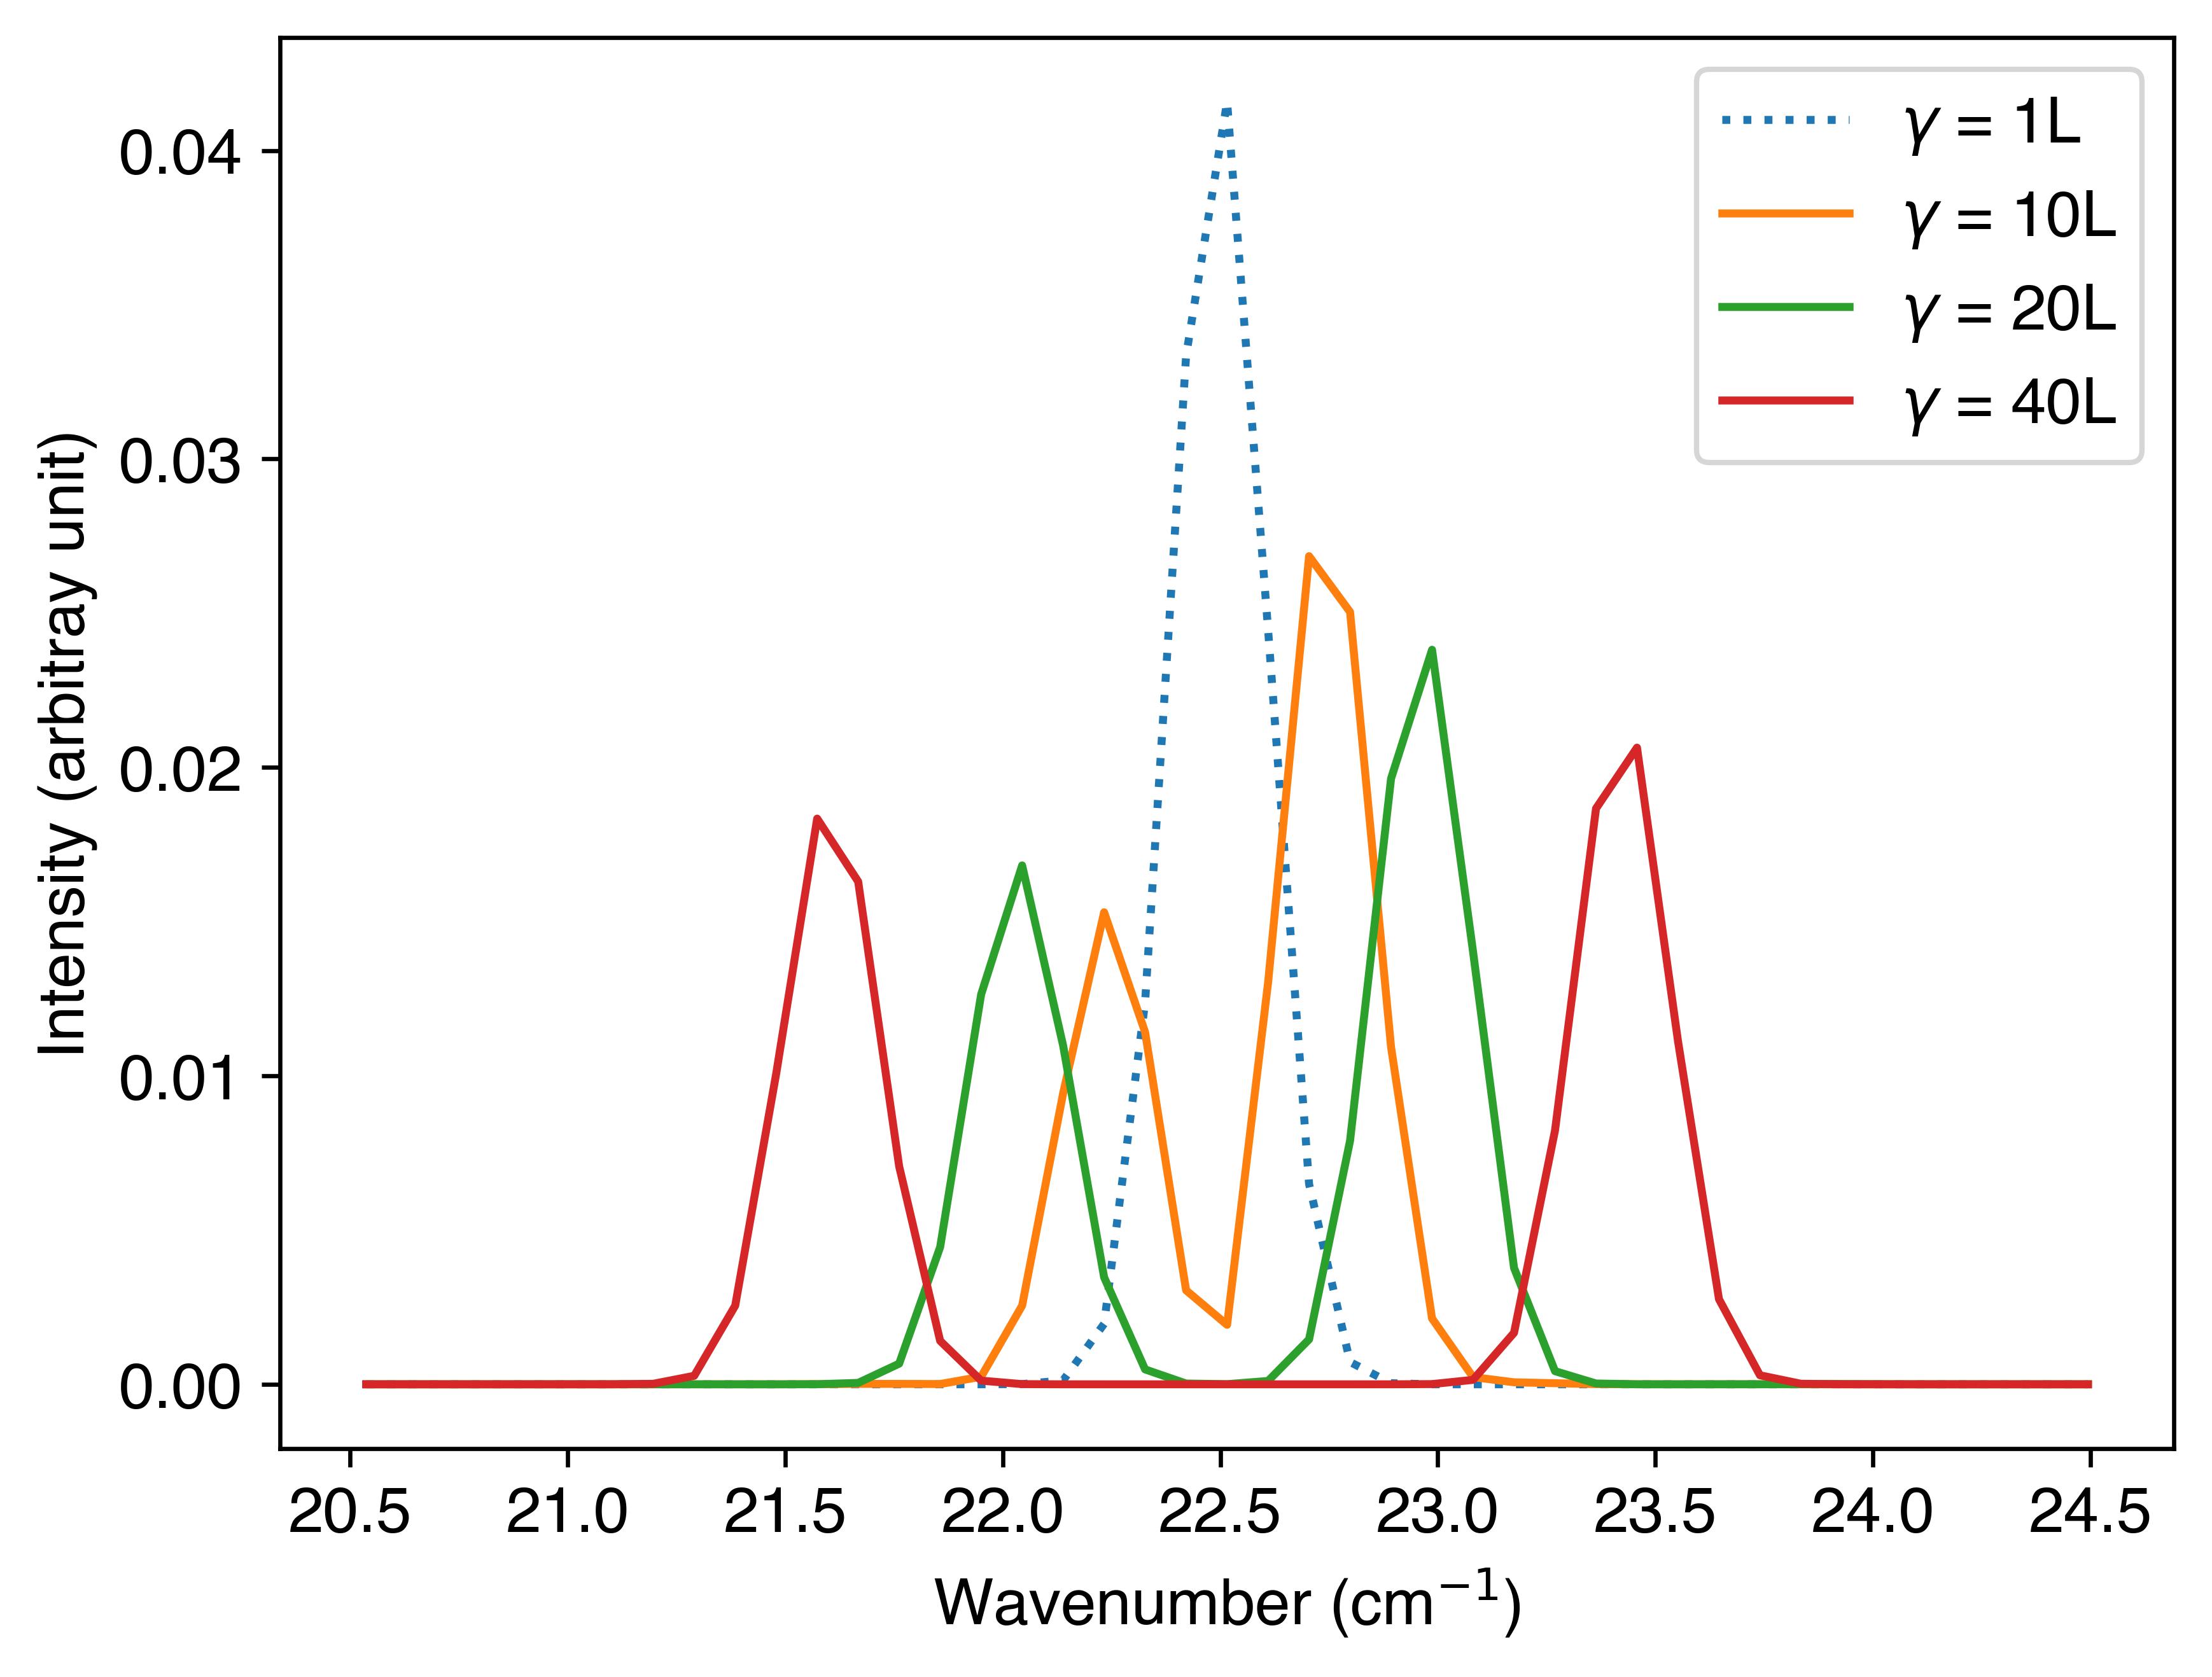 γ = 1L
γ = 10L
γ = 20L
γ = 40L
0.04
0.03
0.02
0.01
0.00
Intensity (arbitray unit)
20.5 21.0 21.5 22.0 22.5 23.0 23.5 24.0 24.5
Wavenumber (cm⁻¹)